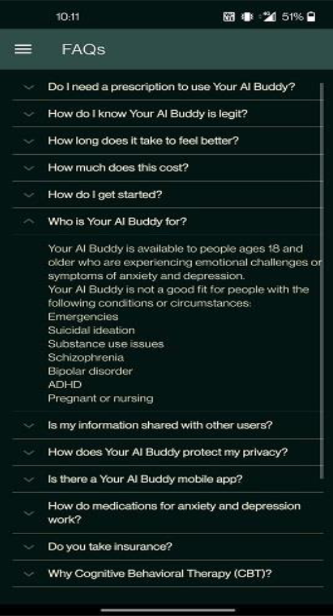 10:11
51%
FAQs
Do I need a prescription to use Your AI Buddy?
How do I know Your AI Buddy is legit?
How long does it take to feel better?
How much does this cost?
How do I get started?
Who is Your AI Buddy for?
Your AI Buddy is available to people ages 18 and
older who are experiencing emotional challenges or
symptoms of anxiety and depression.
Your AI Buddy is not a good fit for people with the
following conditions or circumstances:
Emergencies
Suicidal ideation
Substance use issues
Schizophrenia
Bipolar disorder
ADHD
Pregnant or nursing
Is my information shared with other users?
How does Your AI Buddy protect my privacy?
Is there a Your AI Buddy mobile app?
How do medications for anxiety and depression
work?
Do you take insurance?
Why Cognitive Behavioral Therapy (CBT)?